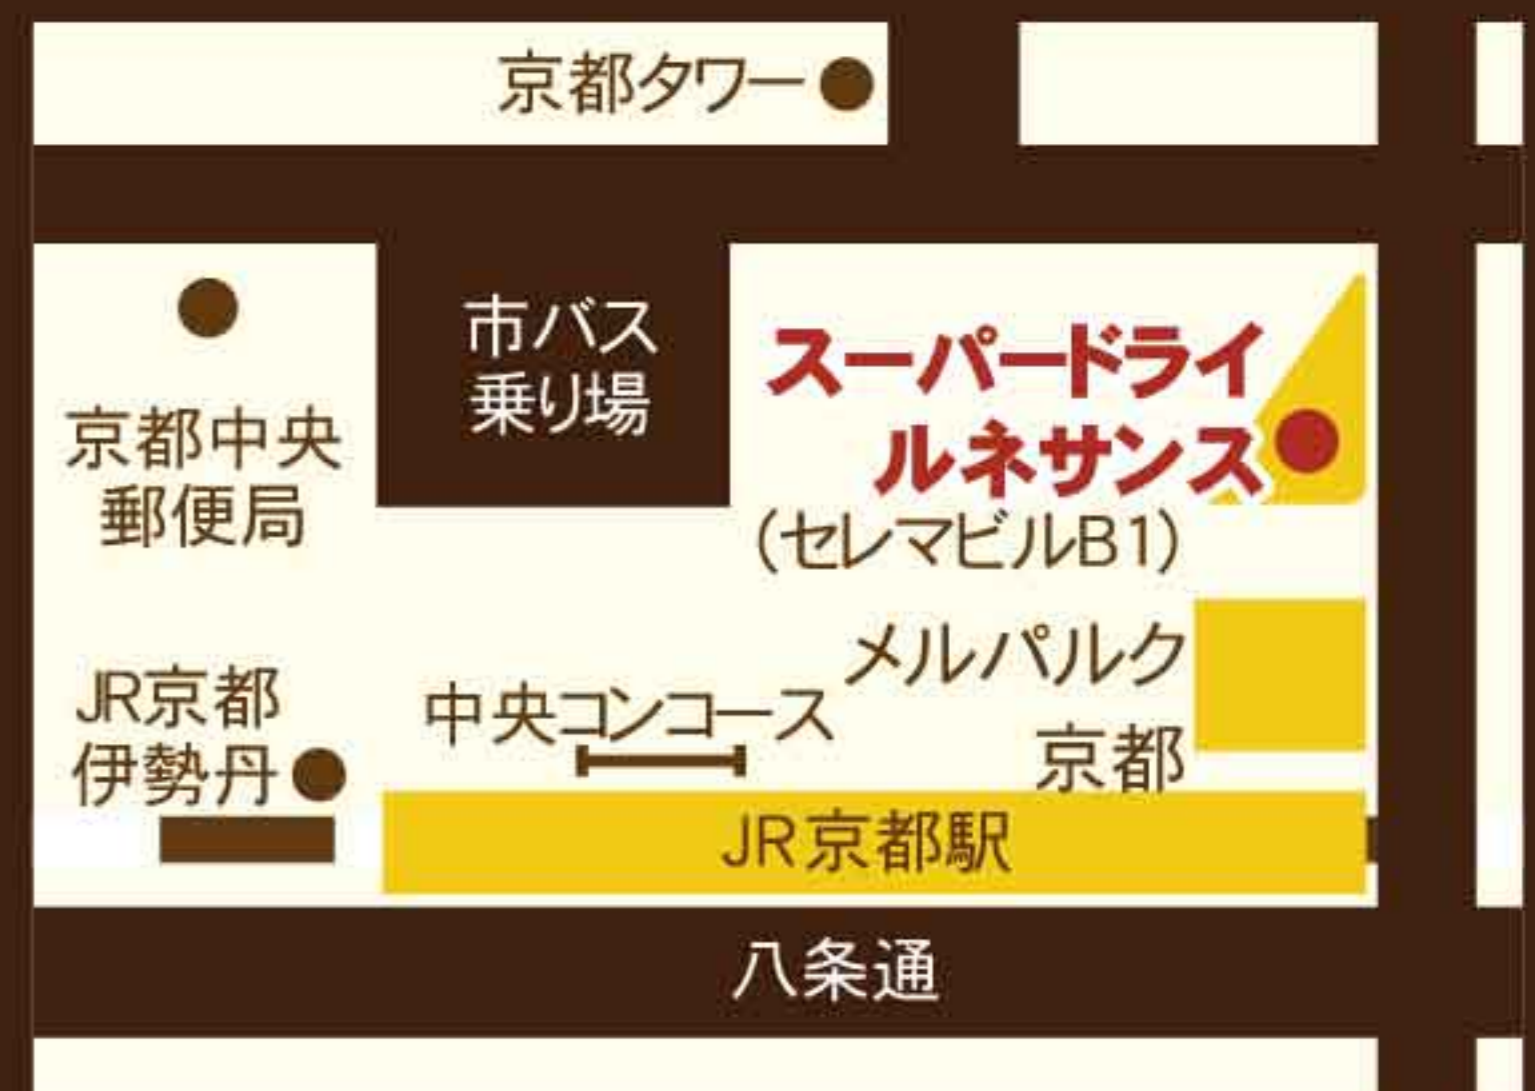 京都タワー
市バス
乗り場
スーパードライ
ルネサンス
(セレマビルB1)
京都中央
郵便局
メルパルク
京都
JR京都
伊勢丹
中央コンコース
JR京都駅
八条通